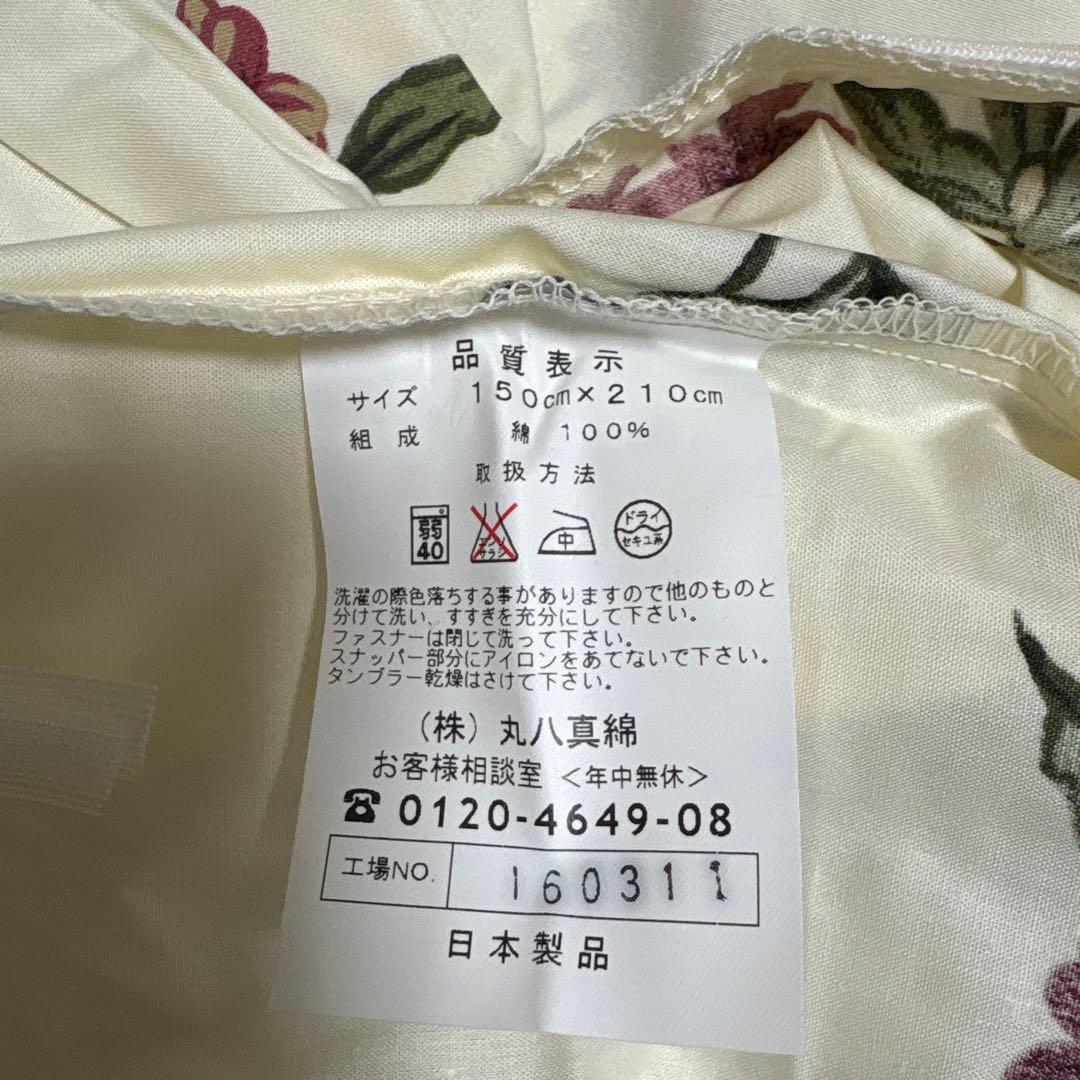 品質表示
サイズ 150cm×210cm
組成 綿 100%
取扱方法
弱 40
エンソ サラシ
中
ドライ セキユ系
洗濯の際色落ちする事がありますので他のものと
分けて洗い、すすぎを充分にして下さい。
ファスナーは閉じて洗って下さい。
スナッパー部分にアイロンをあてないで下さい。
タンブラー乾燥はさけて下さい。
(株)丸八真綿
お客様相談室 <年中無休>
☎ 0120-4649-08
工場NO. 160311
日本製品